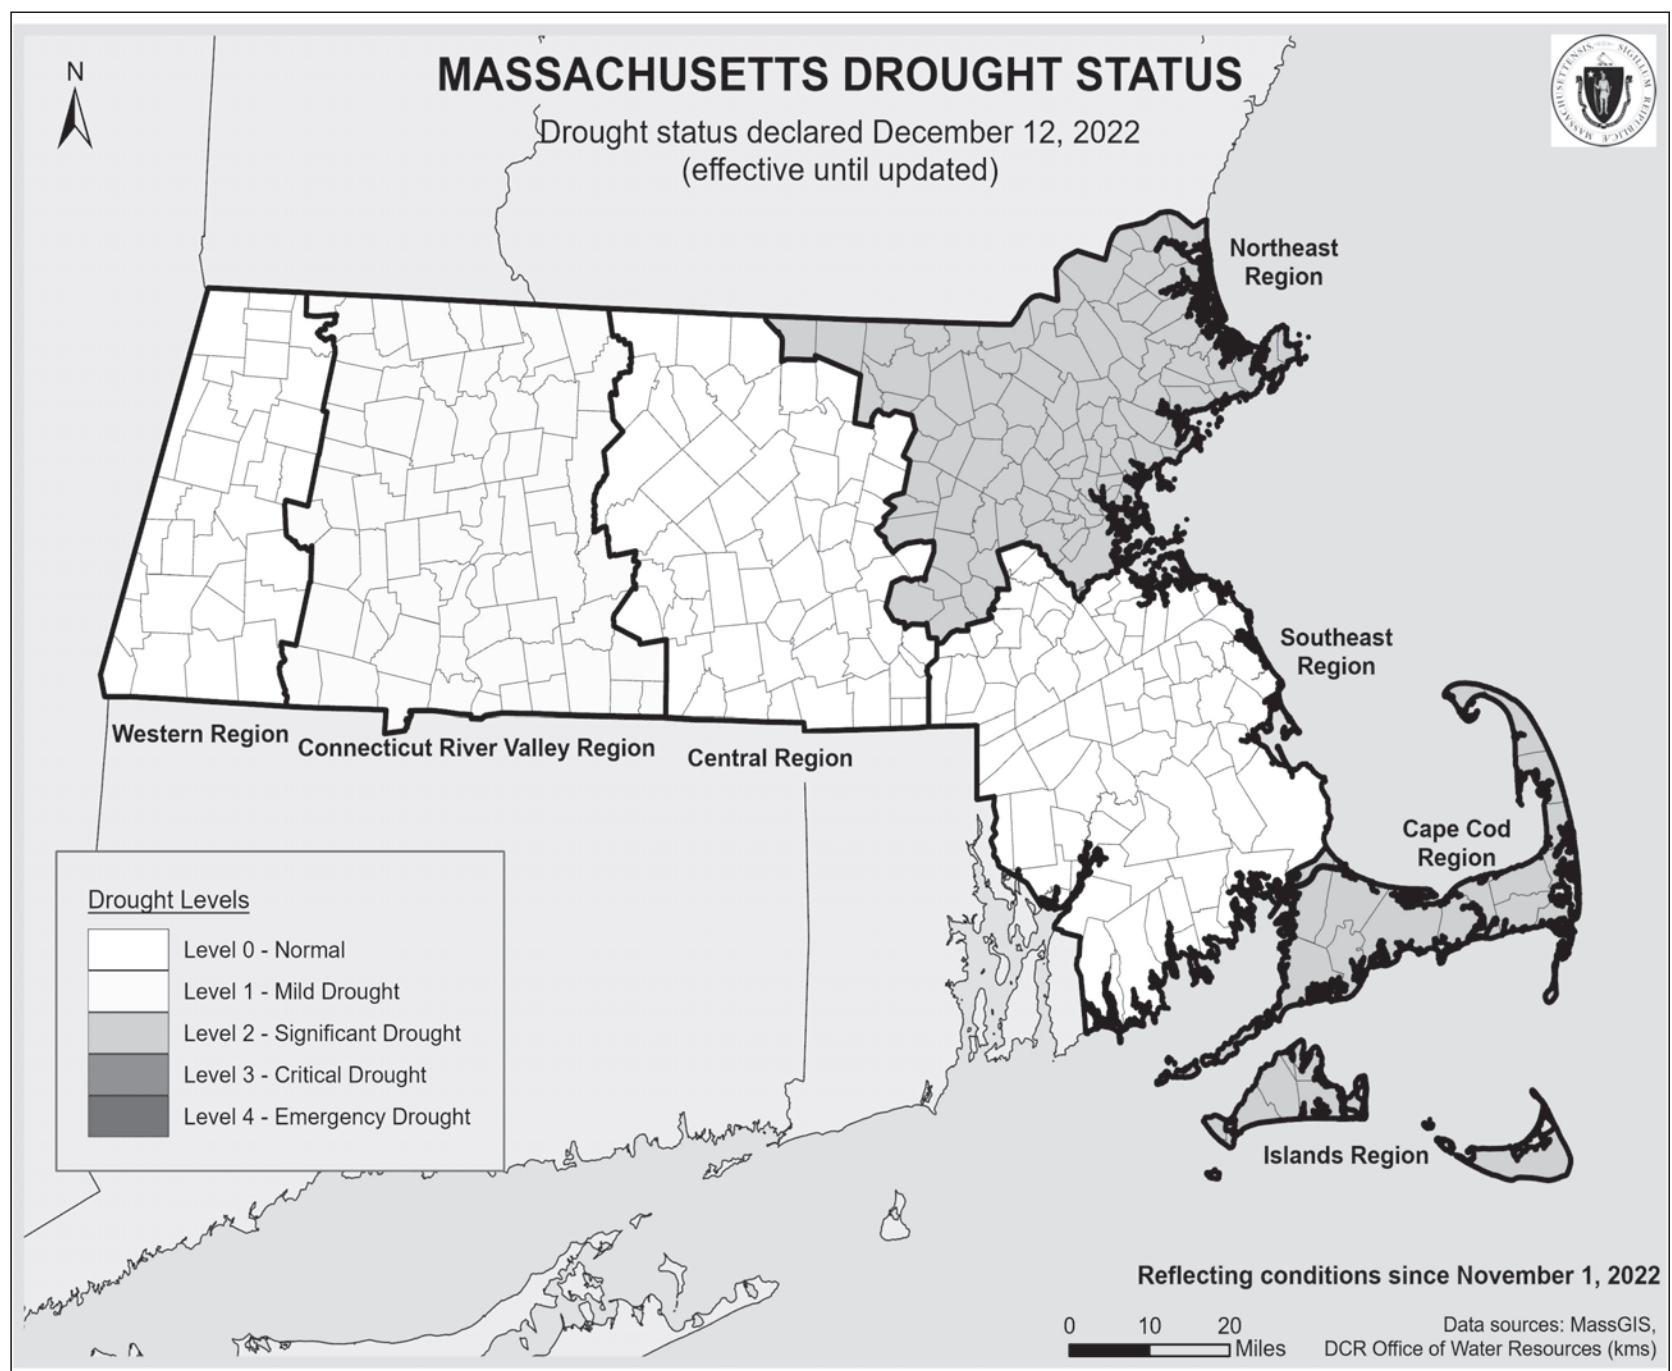 N
MASSACHUSETTS DROUGHT STATUS
Drought status declared December 12, 2022
(effective until updated)
MASSACHUSETTENSIS. SIGILLUM REIPUBLICÆ
Northeast
Region
Southeast
Region
Western Region
Connecticut River Valley Region
Central Region
Cape Cod
Region
Drought Levels
Level 0 - Normal
Level 1 - Mild Drought
Level 2 - Significant Drought
Level 3 - Critical Drought
Level 4 - Emergency Drought
Islands Region
Reflecting conditions since November 1, 2022
0 10 20
Miles
Data sources: MassGIS,
DCR Office of Water Resources (kms)